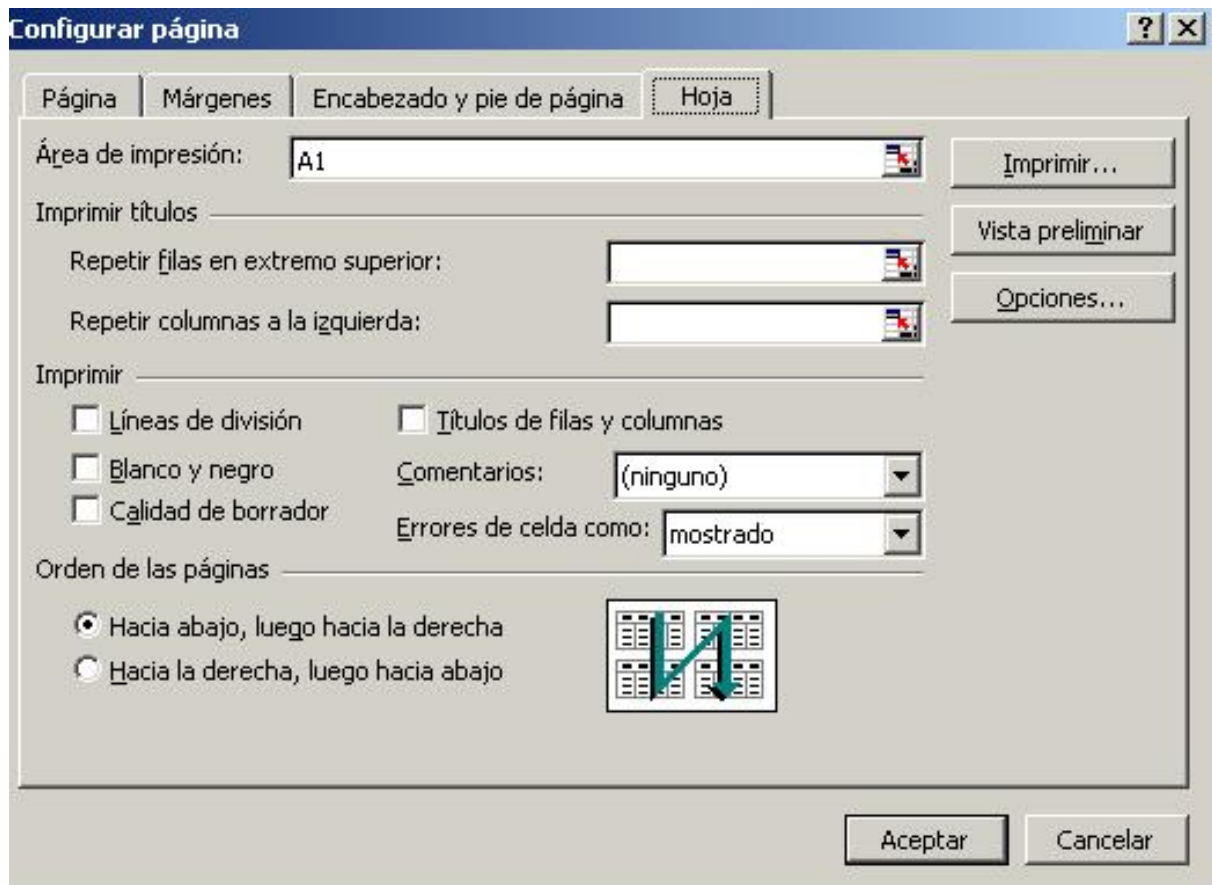 Configurar página
Página Márgenes Encabezado y pie de página Hoja
Área de impresión: A1
Imprimir...
Imprimir títulos
Vista preliminar
Repetir filas en extremo superior:
Opciones...
Repetir columnas a la izquierda:
Imprimir
Líneas de división Títulos de filas y columnas
Blanco y negro Comentarios: (ninguno)
Calidad de borrador Errores de celda como: mostrado
Orden de las páginas
Hacia abajo, luego hacia la derecha
Hacia la derecha, luego hacia abajo
Aceptar Cancelar